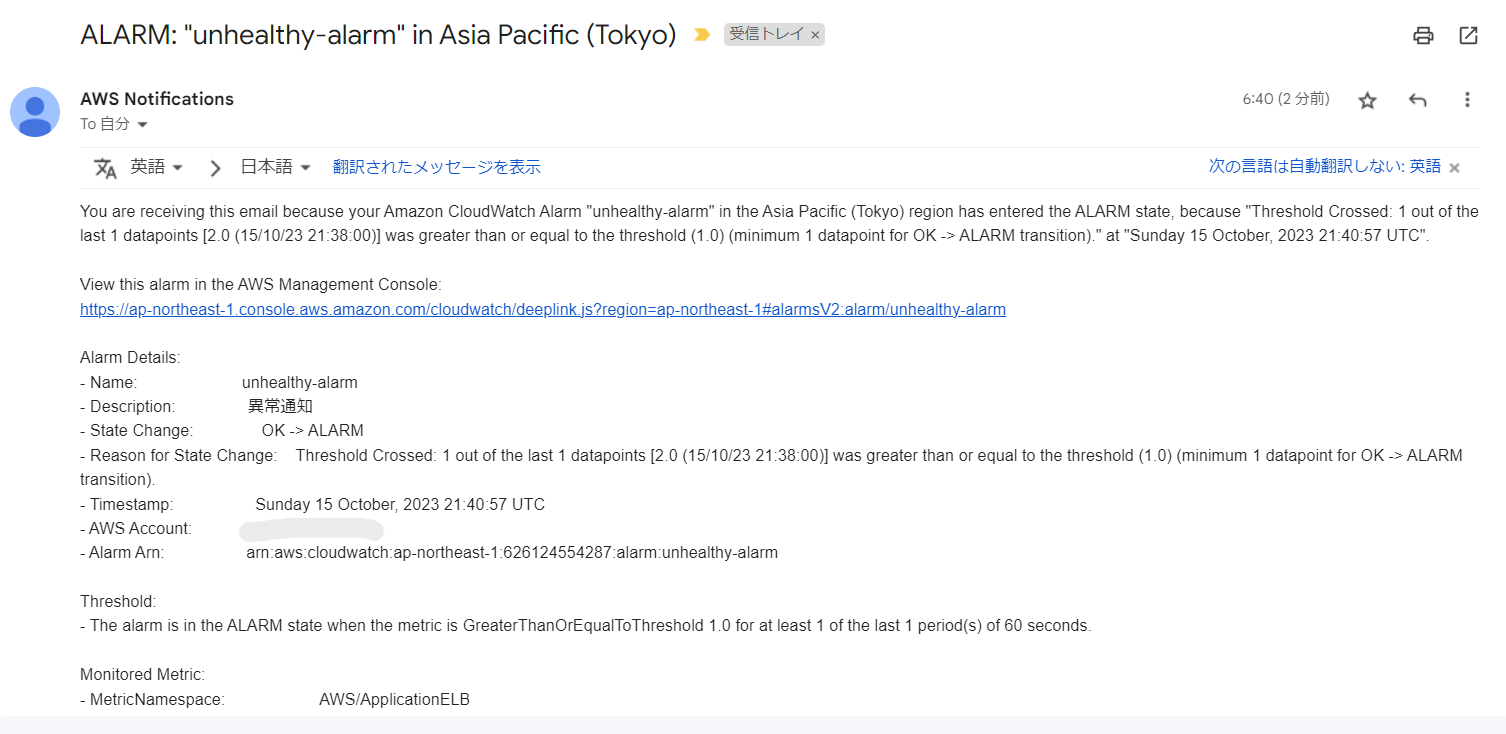 ALARM: "unhealthy-alarm" in Asia Pacific (Tokyo) 受信トレイ ×
AWS Notifications 6:40 (2 分前)
To 自分
英語 日本語 翻訳されたメッセージを表示 次の言語は自動翻訳しない: 英語 ×
You are receiving this email because your Amazon CloudWatch Alarm "unhealthy-alarm" in the Asia Pacific (Tokyo) region has entered the ALARM state, because "Threshold Crossed: 1 out of the
last 1 datapoints [2.0 (15/10/23 21:38:00)] was greater than or equal to the threshold (1.0) (minimum 1 datapoint for OK -> ALARM transition)." at "Sunday 15 October, 2023 21:40:57 UTC".
View this alarm in the AWS Management Console:
https://ap-northeast-1.console.aws.amazon.com/cloudwatch/deeplink.js?region=ap-northeast-1#alarmsV2:alarm/unhealthy-alarm
Alarm Details:
- Name: unhealthy-alarm
- Description: 異常通知
- State Change: OK -> ALARM
- Reason for State Change: Threshold Crossed: 1 out of the last 1 datapoints [2.0 (15/10/23 21:38:00)] was greater than or equal to the threshold (1.0) (minimum 1 datapoint for OK -> ALARM
transition).
- Timestamp: Sunday 15 October, 2023 21:40:57 UTC
- AWS Account:
- Alarm Arn: arn:aws:cloudwatch:ap-northeast-1:626124554287:alarm:unhealthy-alarm
Threshold:
- The alarm is in the ALARM state when the metric is GreaterThanOrEqualToThreshold 1.0 for at least 1 of the last 1 period(s) of 60 seconds.
Monitored Metric:
- MetricNamespace: AWS/ApplicationELB